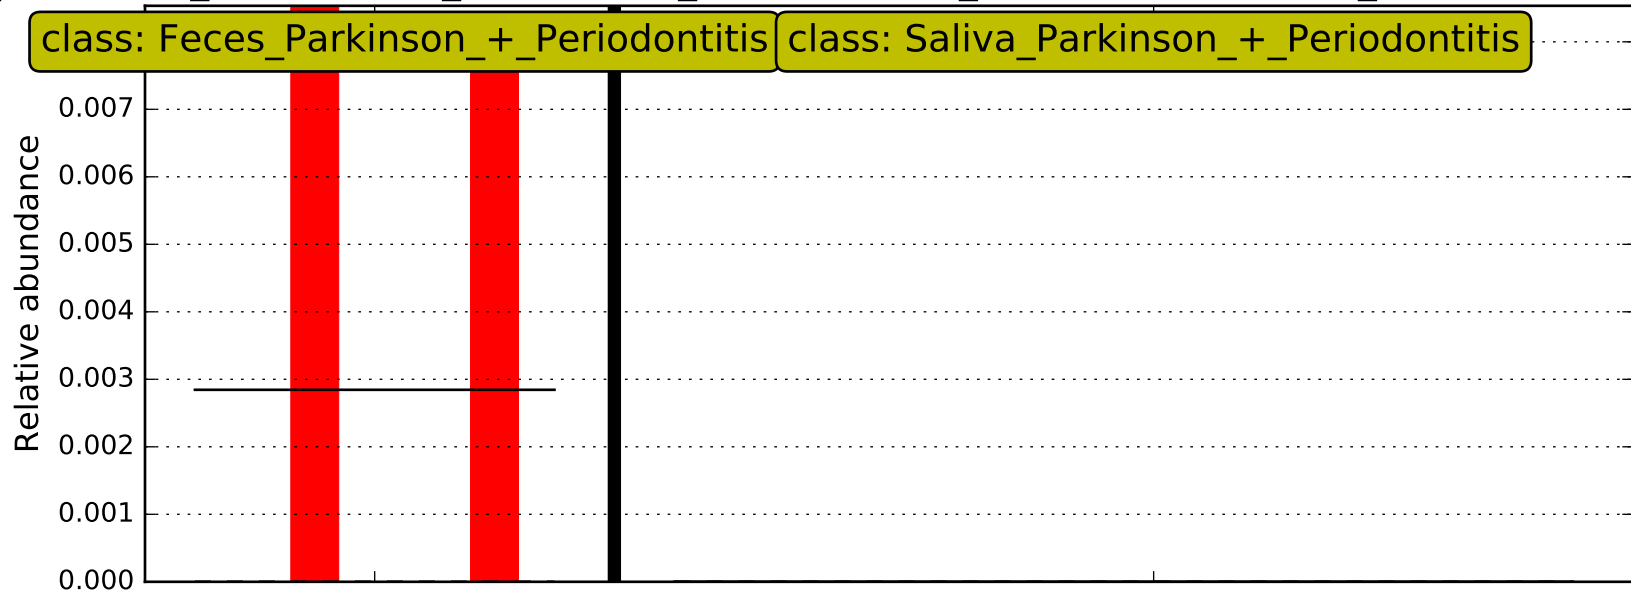 class: Feces_Parkinson_+_Periodontitis
class: Saliva_Parkinson_+_Periodontitis
Relative abundance
0.007
0.006
0.005
0.004
0.003
0.002
0.001
0.000